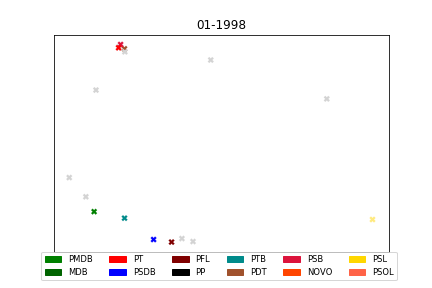 01-1998
PMDB PT PFL PTB PSB PSL
MDB PSDB PP PDT NOVO PSOL